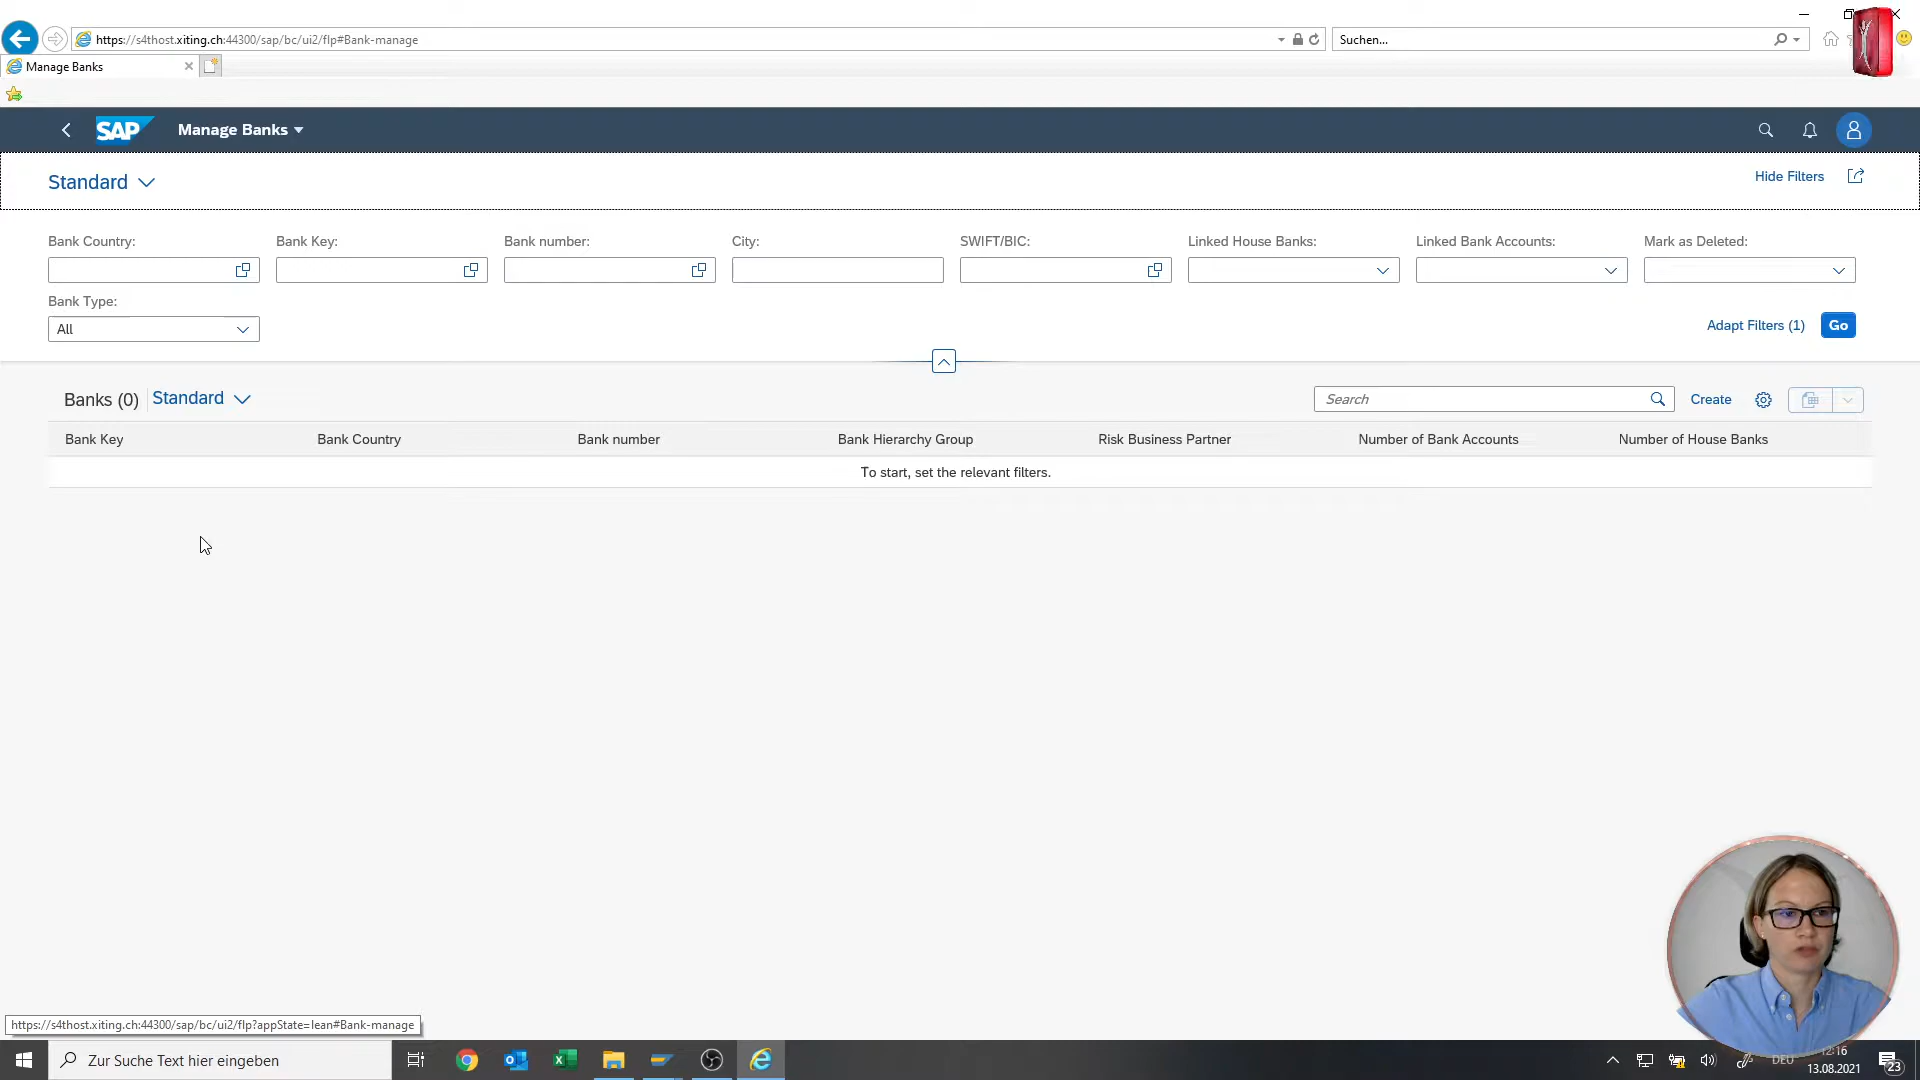 https://s4thost.xiting.ch:44300/sap/bc/ui2/flp#Bank-manage
Suchen...
Manage Banks
SAP
Manage Banks
Standard
Hide Filters
Bank Country:
Bank Key:
Bank number:
City:
SWIFT/BIC:
Linked House Banks:
Linked Bank Accounts:
Mark as Deleted:
Bank Type:
All
Adapt Filters (1)
Go
Banks (0)
Standard
Search
Create
Bank Key
Bank Country
Bank number
Bank Hierarchy Group
Risk Business Partner
Number of Bank Accounts
Number of House Banks
To start, set the relevant filters.
https://s4thost.xiting.ch:44300/sap/bc/ui2/flp?appState=lean#Bank-manage
Zur Suche Text hier eingeben
DEU
12:16
13.08.2021
23